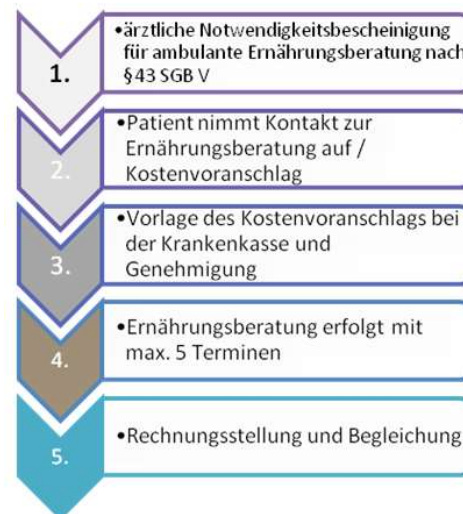 1.
•ärztliche Notwendigkeitsbescheinigung
für ambulante Ernährungsberatung nach
§ 43 SGB V
2.
•Patient nimmt Kontakt zur
Ernährungsberatung auf /
Kostenvoranschlag
3.
•Vorlage des Kostenvoranschlags bei
der Krankenkasse und
Genehmigung
4.
•Ernährungsberatung erfolgt mit
max. 5 Terminen
5.
•Rechnungsstellung und Begleichung